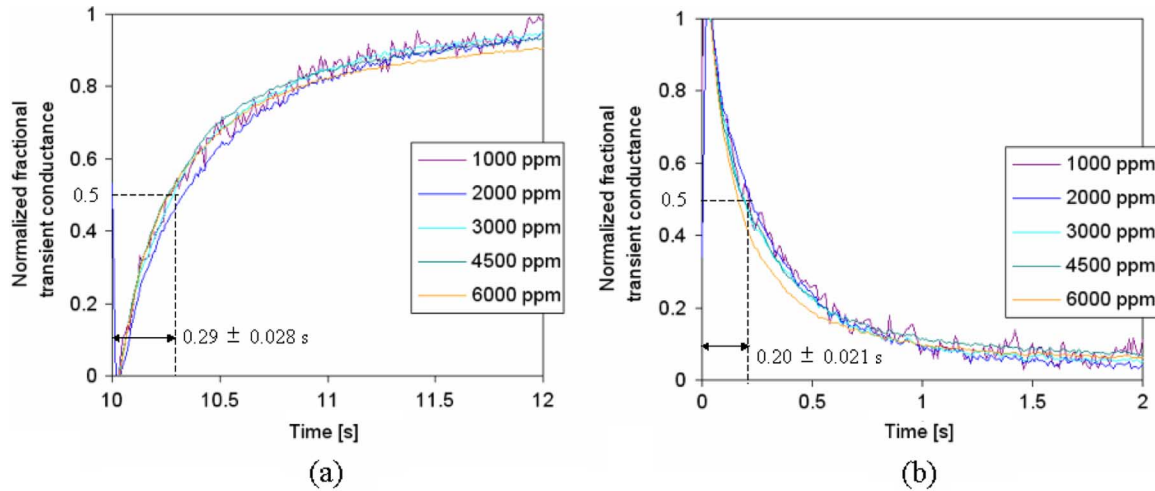 1
0.8
0.6
0.5
0.4
0.2
0
Normalized fractional
transient conductance
1000 ppm
2000 ppm
3000 ppm
4500 ppm
6000 ppm
0.29 ± 0.028 s
10
10.5
11
11.5
12
Time [s]
(a)
1
0.8
0.6
0.5
0.4
0.2
0
Normalized fractional
transient conductance
1000 ppm
2000 ppm
3000 ppm
4500 ppm
6000 ppm
0.20 ± 0.021 s
0
0.5
1
1.5
2
Time [s]
(b)